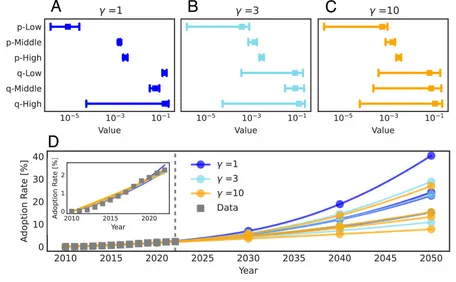 A
γ = 1
B
γ = 3
C
γ = 10
p-Low
p-Middle
p-High
q-Low
q-Middle
q-High
10⁻⁵ 10⁻³ 10⁻¹
Value
10⁻⁵ 10⁻³ 10⁻¹
Value
10⁻⁵ 10⁻³ 10⁻¹
Value
D
Adoption Rate [%]
40
30
20
10
0
2010 2015 2020 2025 2030 2035 2040 2045 2050
Year
Adoption Rate [%]
2
1
0
2010 2015 2020
Year
γ = 1
γ = 3
γ = 10
Data